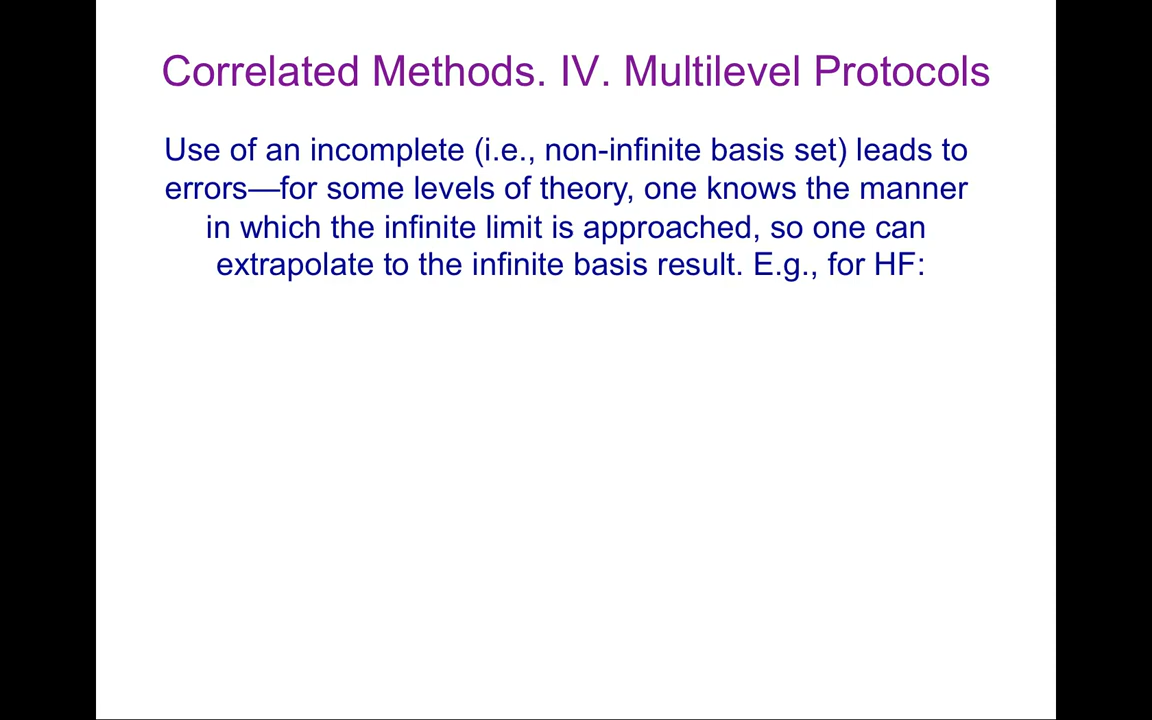 Correlated Methods. IV. Multilevel Protocols
Use of an incomplete (i.e., non-infinite basis set) leads to
errors—for some levels of theory, one knows the manner
in which the infinite limit is approached, so one can
extrapolate to the infinite basis result. E.g., for HF: